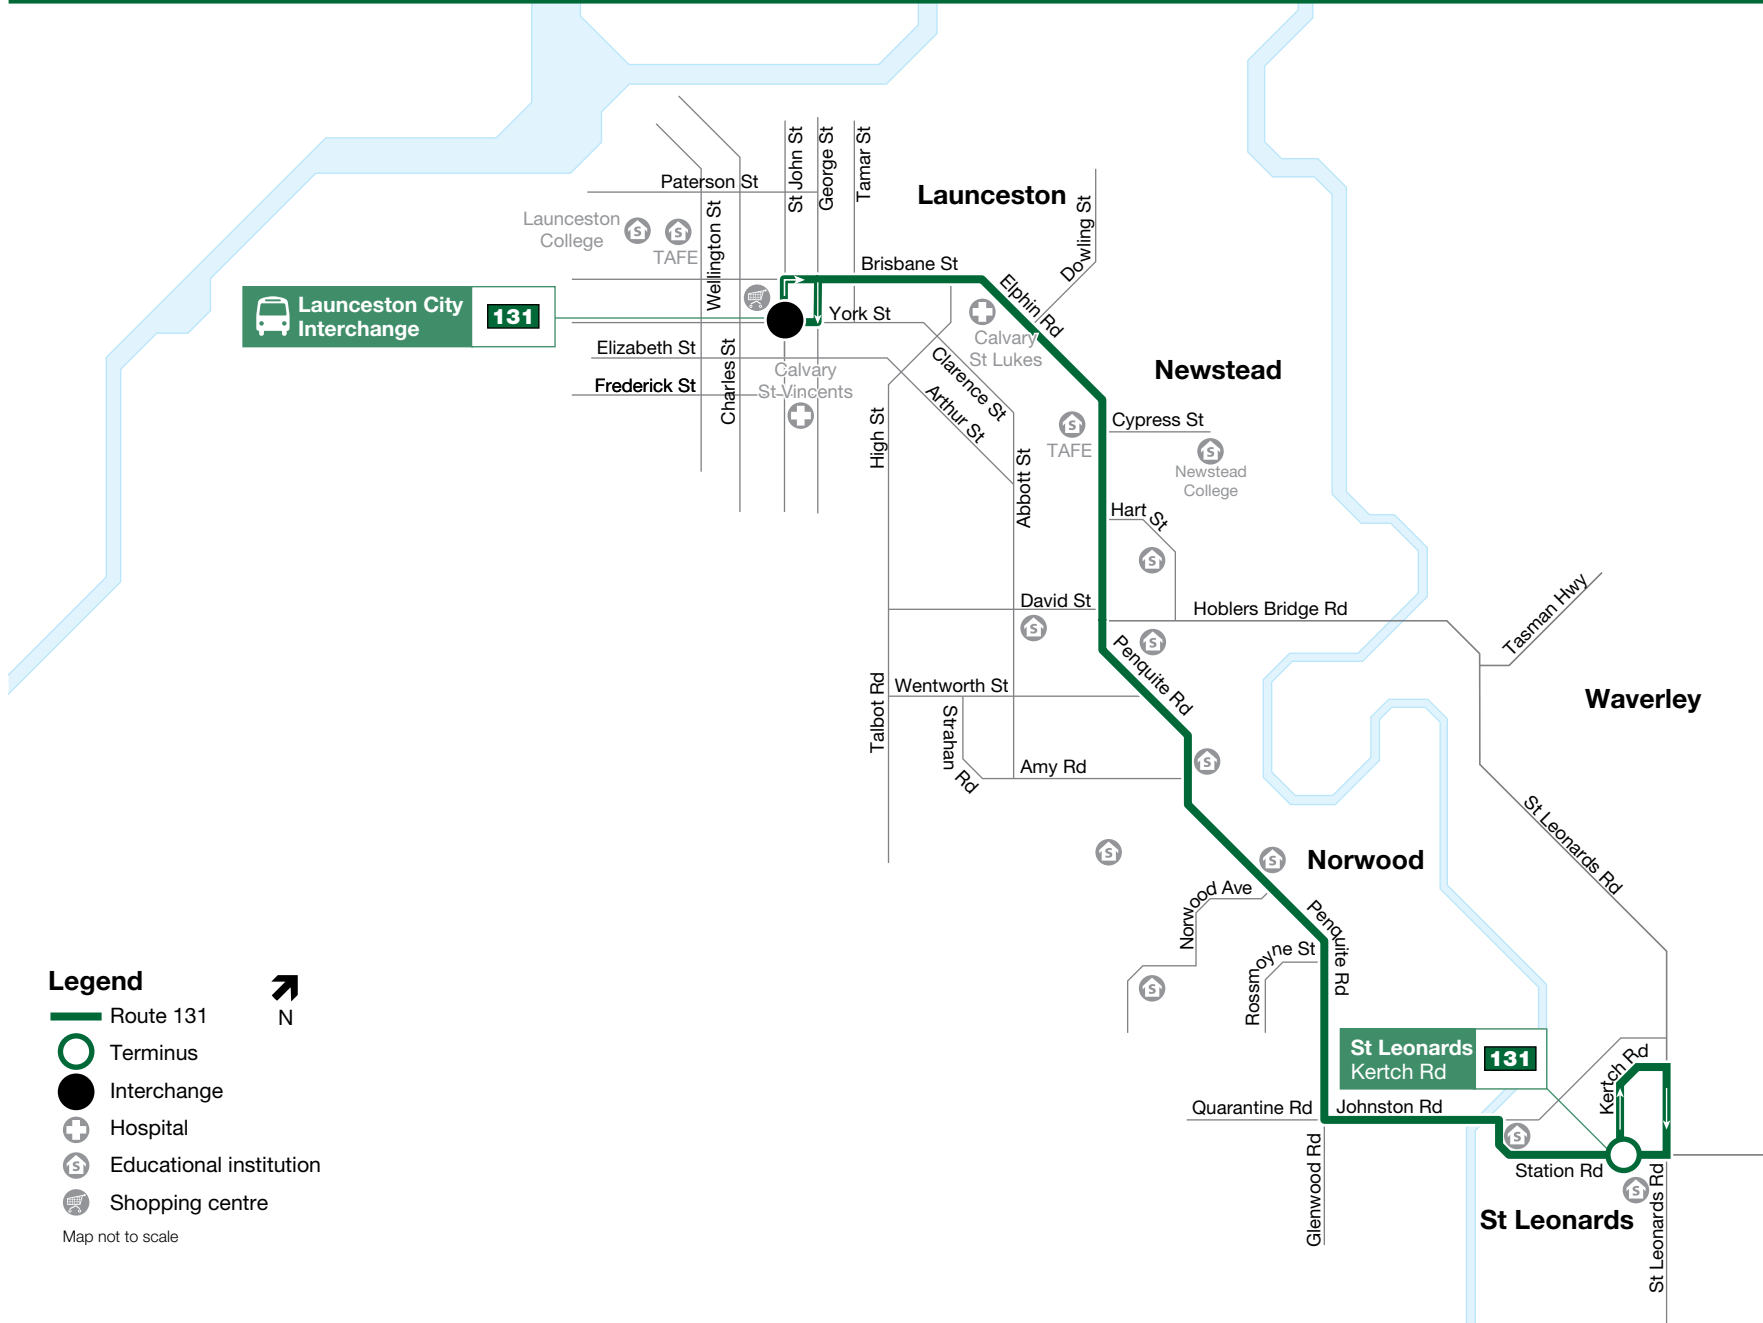 St John St
George St
Tamar St
Paterson St
Launceston
Dowling St
Wellington St
Launceston
College
TAFE
Brisbane St
Elphin Rd
Launceston City
Interchange
131
York St
Calvary
St Lukes
Elizabeth St
Charles St
Clarence St
Newstead
Calvary
St Vincents
Frederick St
Arthur St
High St
Cypress St
TAFE
Newstead
College
Abbott St
Hart St
David St
Hoblers Bridge Rd
Tasman Hwy
Penquite Rd
Wentworth St
Talbot Rd
Strahan Rd
Waverley
Amy Rd
St Leonards Rd
Norwood
Norwood Ave
Penquite Rd
Rossmoyne St
Legend
Route 131
N
Terminus
Interchange
Hospital
Educational institution
Shopping centre
Map not to scale
St Leonards
Kertch Rd
131
Kertch Rd
Quarantine Rd
Johnston Rd
Glenwood Rd
Station Rd
St Leonards
St Leonards Rd